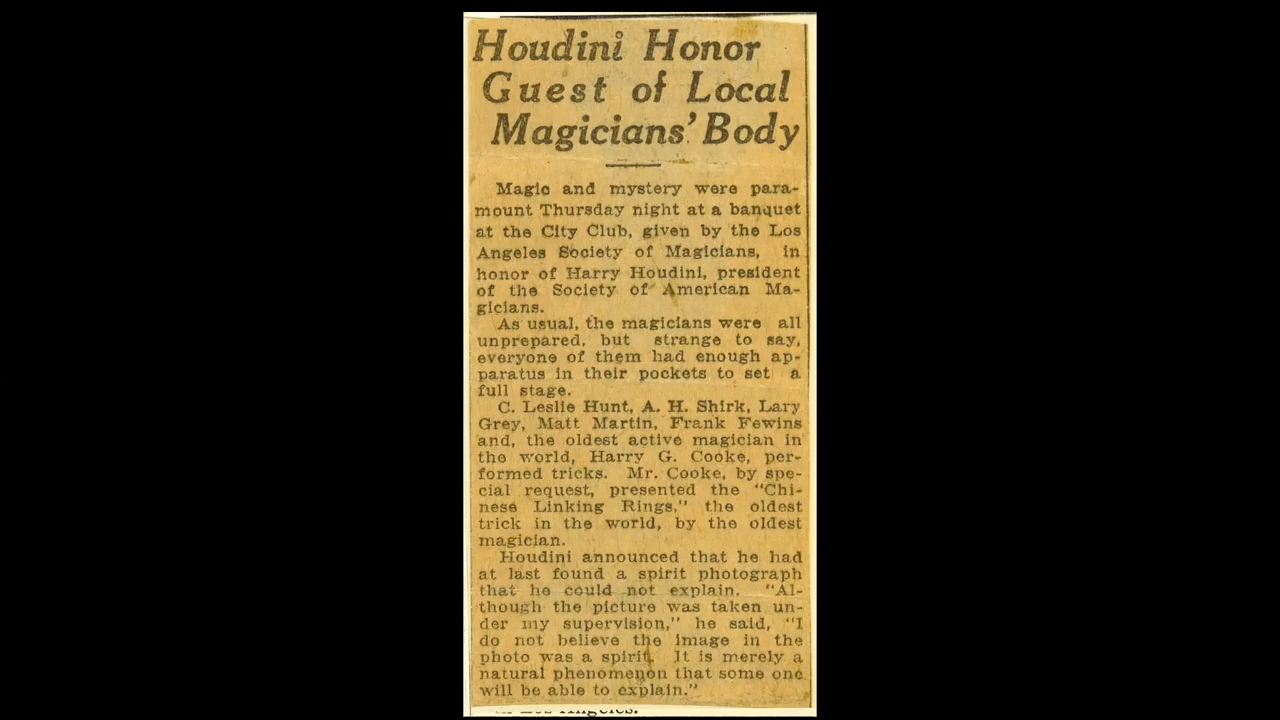 Houdini Honor
Guest of Local
Magicians' Body
Magic and mystery were para-
mount Thursday night at a banquet
at the City Club, given by the Los
Angeles Society of Magicians, in
honor of Harry Houdini, president
of the Society of American Ma-
gicians.
As usual, the magicians were all
unprepared, but strange to say,
everyone of them had enough ap-
paratus in their pockets to set a
full stage.
C. Leslie Hunt, A. H. Shirk, Lary
Grey, Matt Martin, Frank Fewins
and, the oldest active magician in
the world, Harry G. Cooke, per-
formed tricks. Mr. Cooke, by spe-
cial request, presented the "Chi-
nese Linking Rings," the oldest
trick in the world, by the oldest
magician.
Houdini announced that he had
at last found a spirit photograph
that he could not explain. "Al-
though the picture was taken un-
der my supervision," he said, "I
do not believe the image in the
photo was a spirit. It is merely a
natural phenomenon that some one
will be able to explain."
Los Angeles.